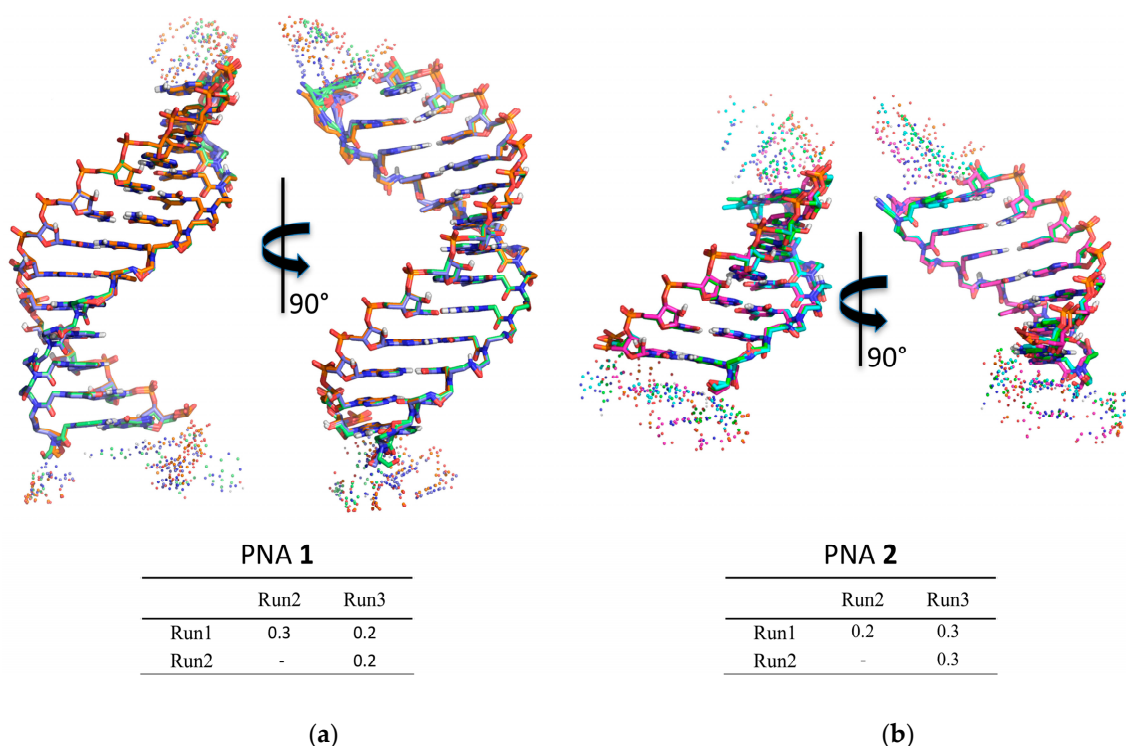 90°
90°
PNA 1
Run2 Run3
Run1 0.3 0.2
Run2 - 0.2
(a)
PNA 2
Run2 Run3
Run1 0.2 0.3
Run2 - 0.3
(b)